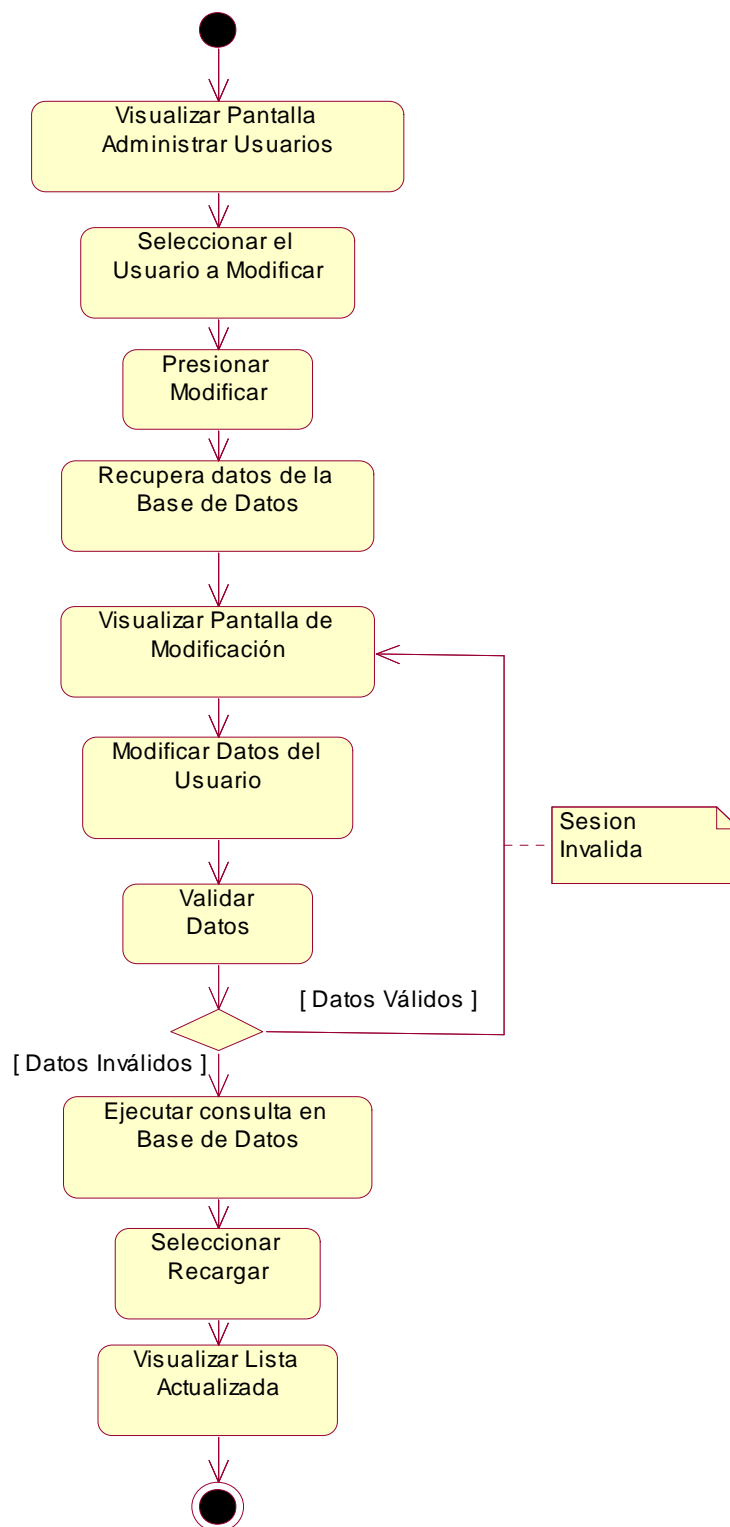 Visualizar Pantalla
Administrar Usuarios
Seleccionar el
Usuario a Modificar
Presionar
Modificar
Recupera datos de la
Base de Datos
Visualizar Pantalla de
Modificación
Modificar Datos del
Usuario
Sesion
Invalida
Validar
Datos
[ Datos Válidos ]
[ Datos Inválidos ]
Ejecutar consulta en
Base de Datos
Seleccionar
Recargar
Visualizar Lista
Actualizada